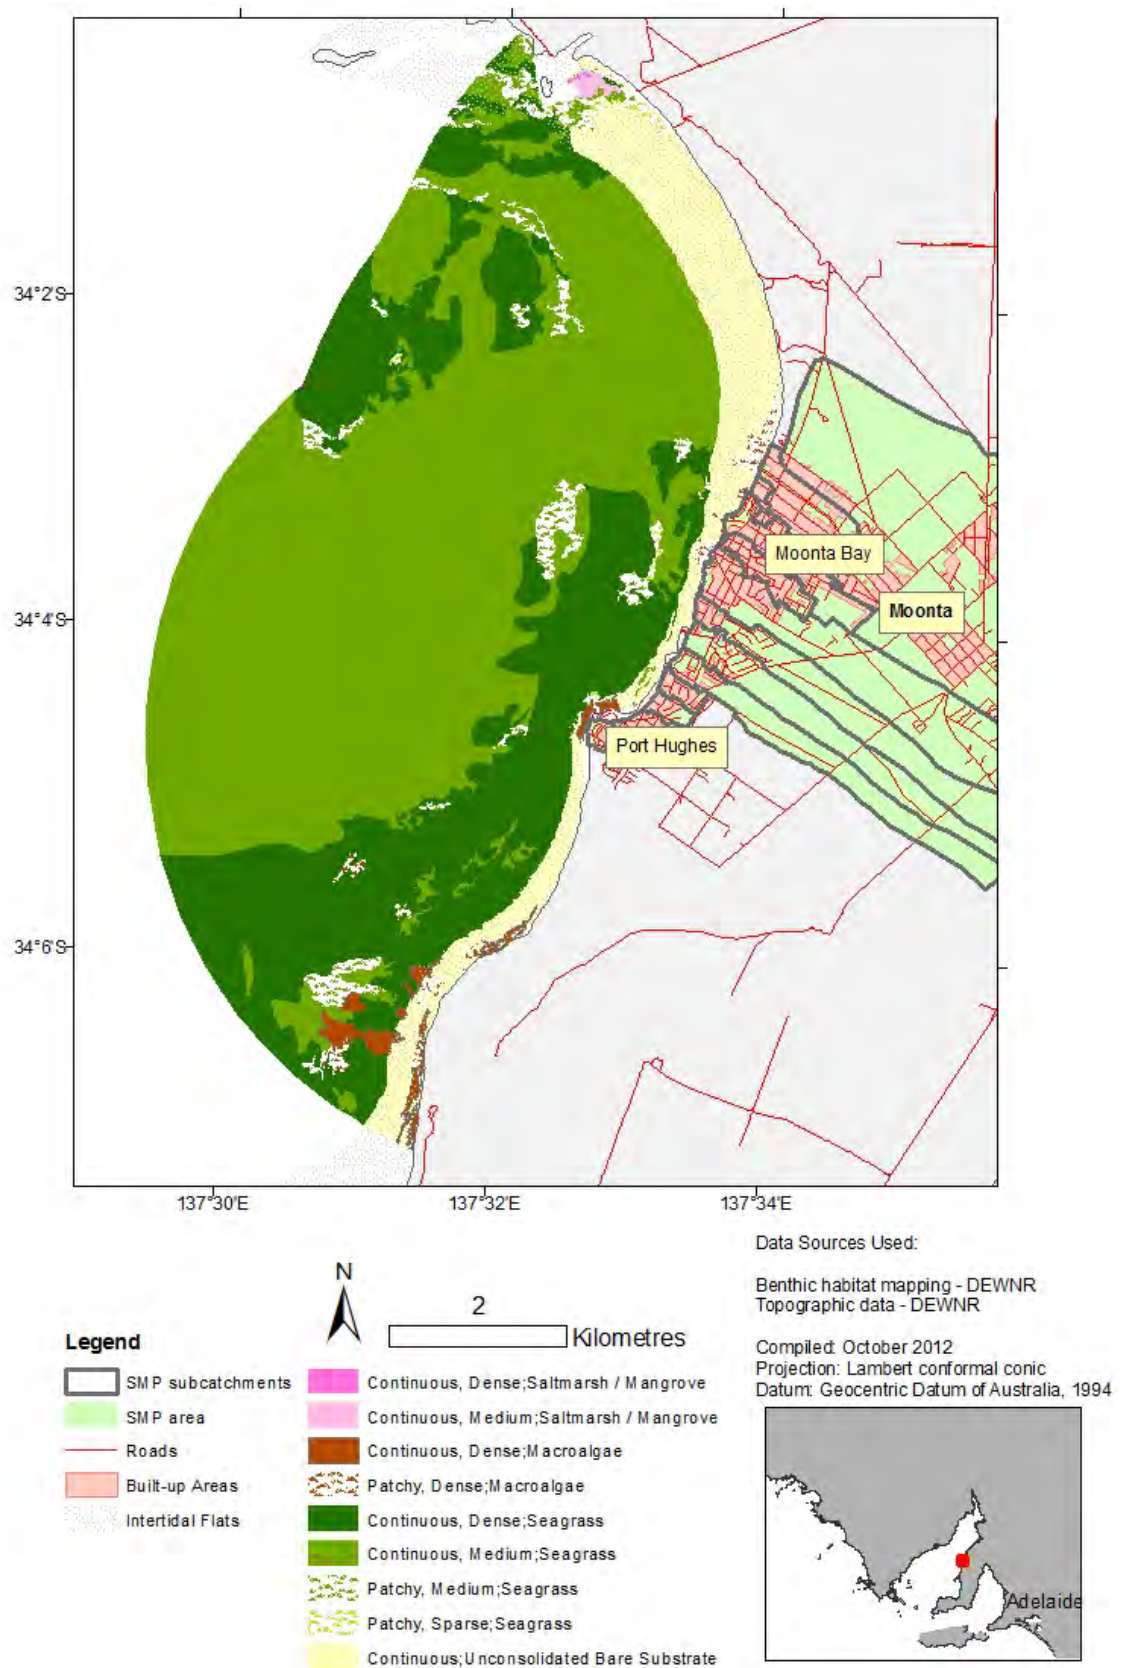 34°2'S
Moonta Bay
Moonta
34°4'S
Port Hughes
34°6'S
137°30'E
137°32'E
137°34'E
Data Sources Used:
Benthic habitat mapping - DEWNR
Topographic data - DEWNR
Compiled: October 2012
Projection: Lambert conformal conic
Datum: Geocentric Datum of Australia, 1994
N
2
Kilometres
Legend
SMP subcatchments
SMP area
Roads
Built-up Areas
Intertidal Flats
Continuous, Dense;Saltmarsh / Mangrove
Continuous, Medium;Saltmarsh / Mangrove
Continuous, Dense;Macroalgae
Patchy, Dense;Macroalgae
Continuous, Dense;Seagrass
Continuous, Medium;Seagrass
Patchy, Medium;Seagrass
Patchy, Sparse;Seagrass
Continuous;Unconsolidated Bare Substrate
Adelaide